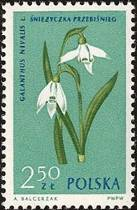 ŚNIEŻYCZKA PRZEBIŚNIEG
GALANTHUS NIVALIS L.
2.50
ZŁ
POLSKA
A. BALCERZAK
PWPW